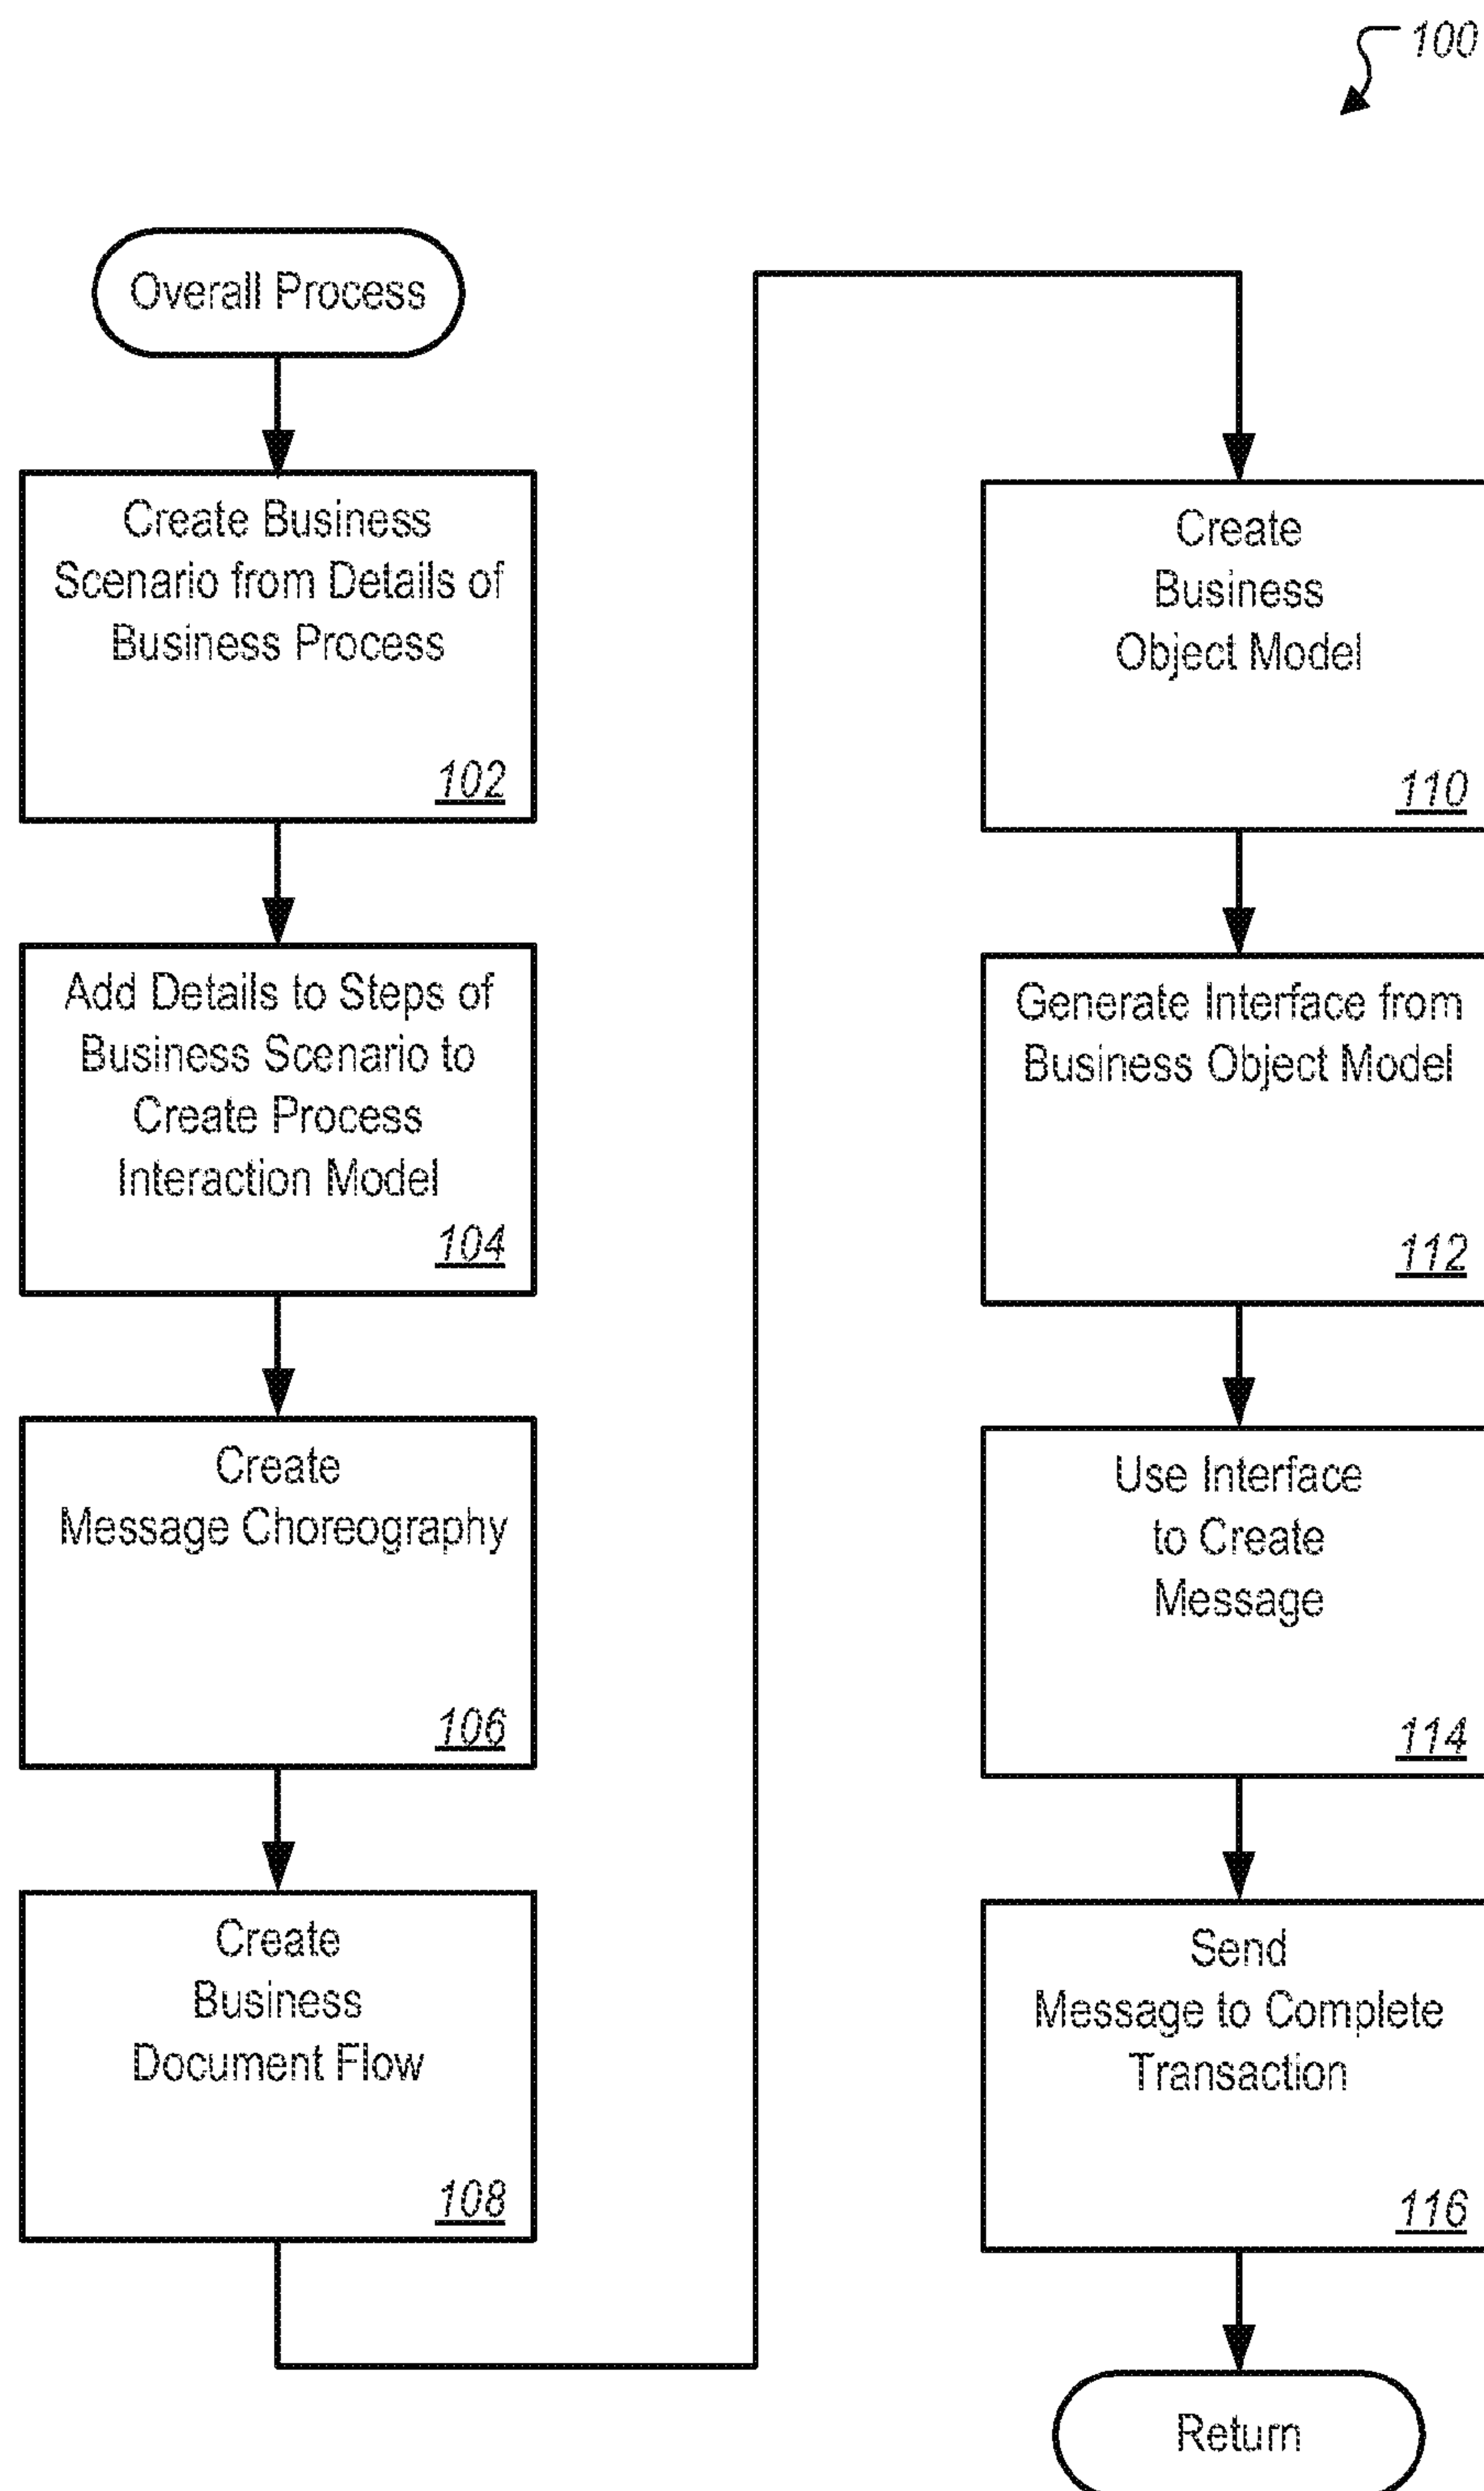 100
Overall Process
Create Business
Scenario from Details of
Business Process
102
Add Details to Steps of
Business Scenario to
Create Process
Interaction Model
104
Create
Message Choreography
106
Create
Business
Document Flow
108
Create
Business
Object Model
110
Generate Interface from
Business Object Model
112
Use Interface
to Create
Message
114
Send
Message to Complete
Transaction
116
Return